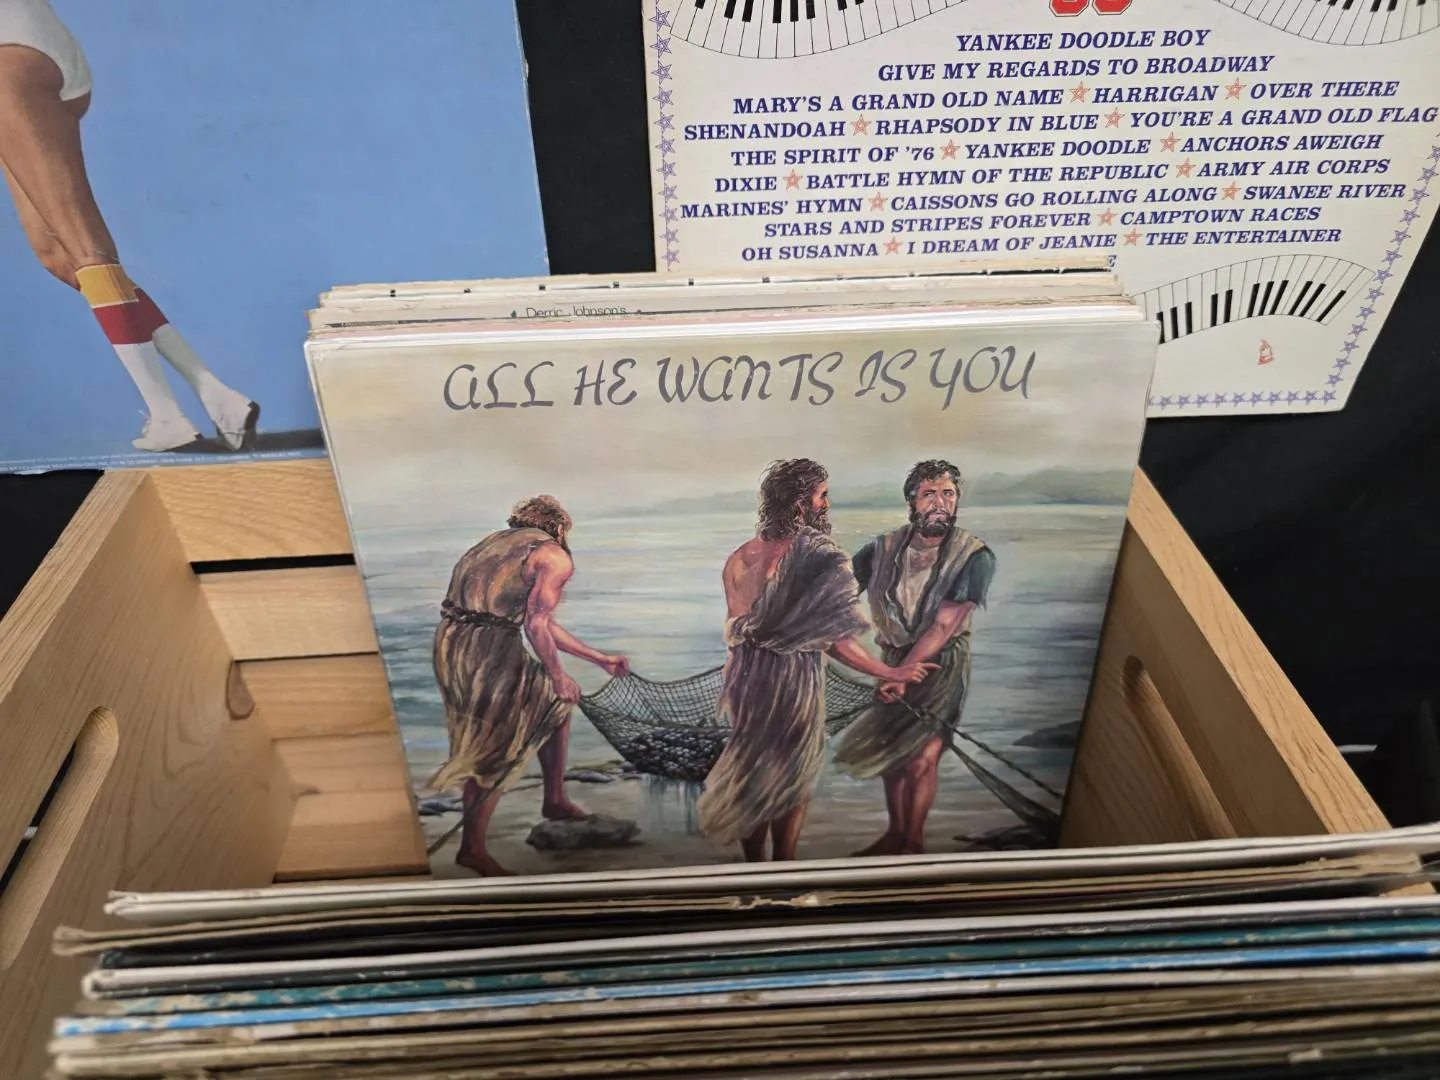 YANKEE DOODLE BOY
GIVE MY REGARDS TO BROADWAY
MARY'S A GRAND OLD NAME ☆ HARRIGAN ☆ OVER THERE
SHENANDOAH ☆ RHAPSODY IN BLUE ☆ YOU'RE A GRAND OLD FLAG
THE SPIRIT OF '76 ☆ YANKEE DOODLE ☆ ANCHORS AWEIGH
DIXIE ☆ BATTLE HYMN OF THE REPUBLIC ☆ ARMY AIR CORPS
MARINES' HYMN ☆ CAISSONS GO ROLLING ALONG ☆ SWANEE RIVER
STARS AND STRIPES FOREVER ☆ CAMPTOWN RACES
OH SUSANNA ☆ I DREAM OF JEANIE ☆ THE ENTERTAINER
Derric Johnson's
ALL HE WANTS IS YOU